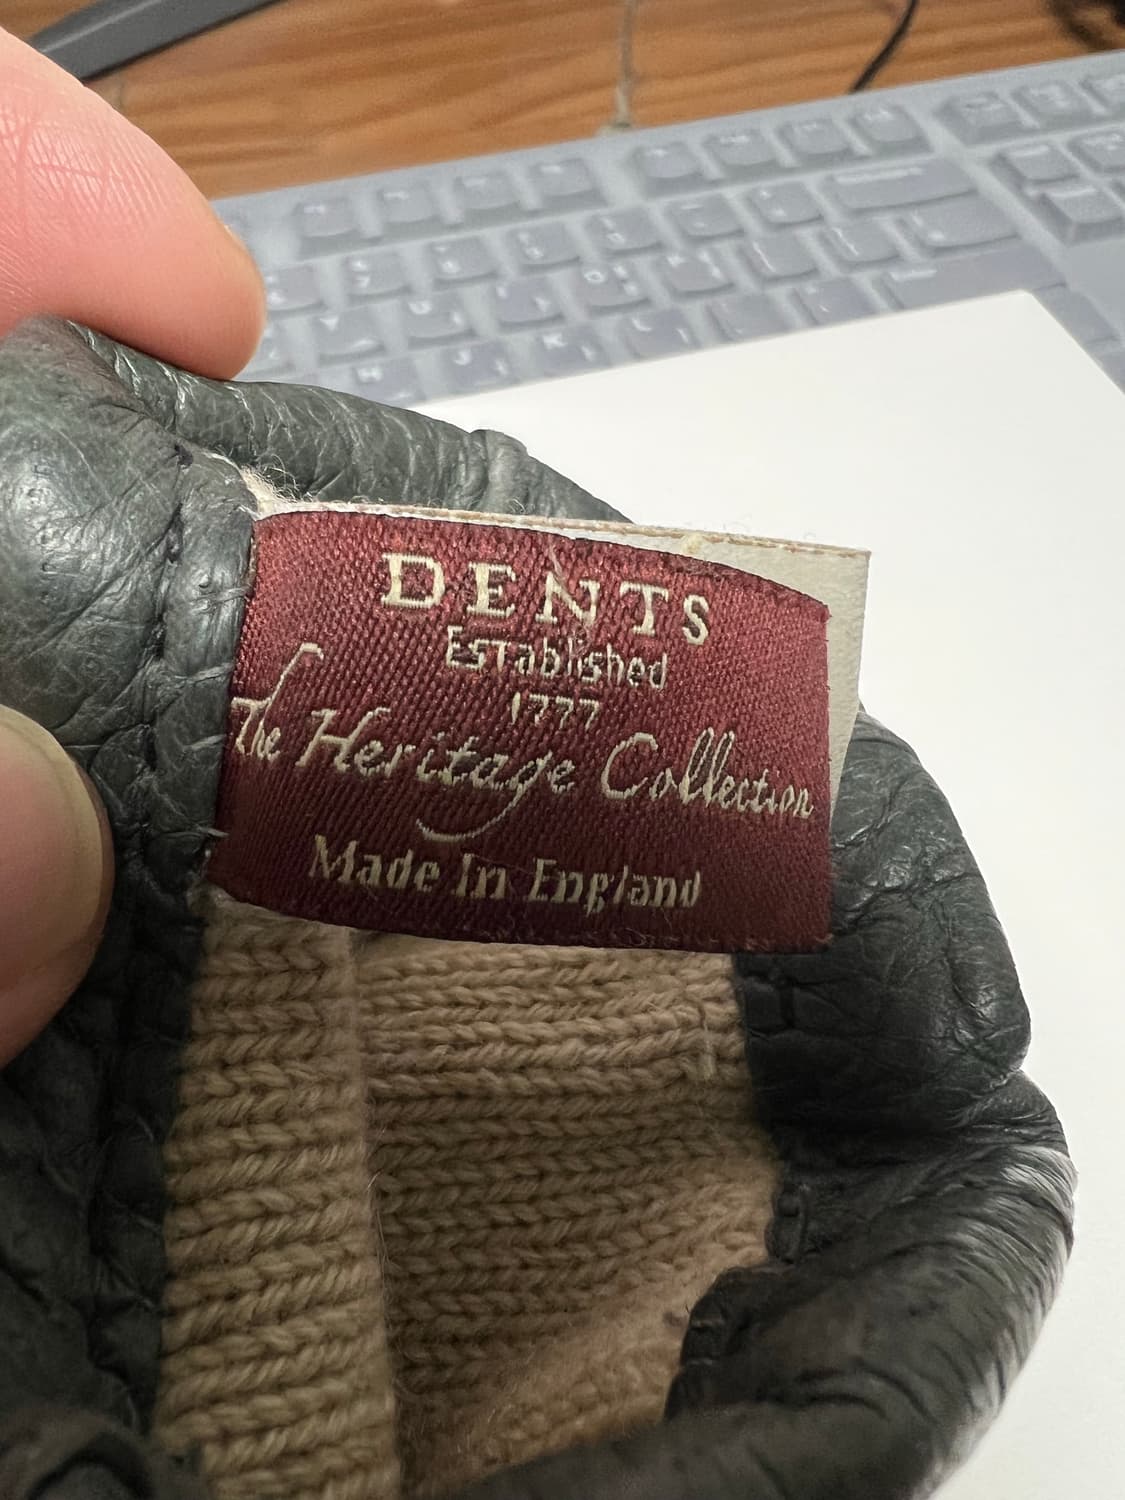 DENTS
Established
1777
The Heritage Collection
Made In England